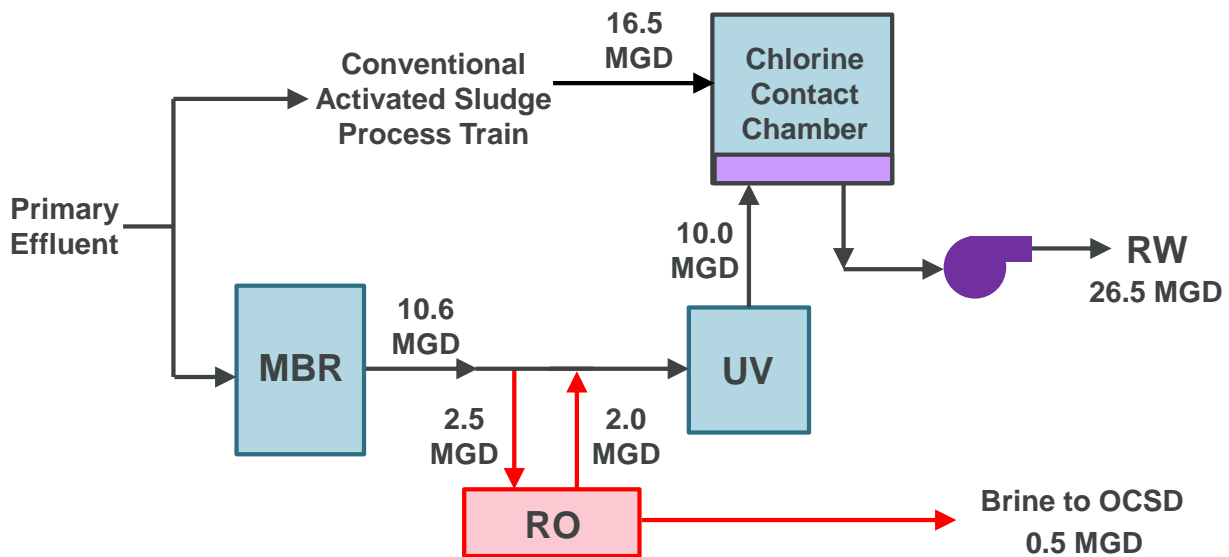 16.5
MGD
Conventional
Activated Sludge
Process Train
Chlorine
Contact
Chamber
Primary
Effluent
10.0
MGD
RW
26.5 MGD
10.6
MGD
MBR
UV
2.5
MGD
2.0
MGD
RO
Brine to OCSD
0.5 MGD